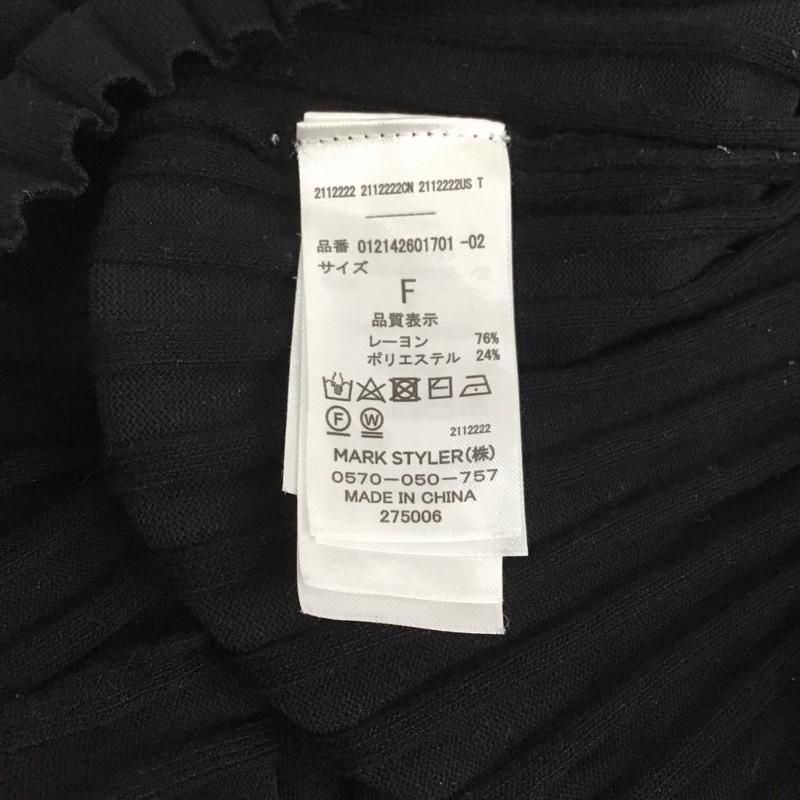 2112222 2112222CN 2112222US T
品番 012142601701 -02
サイズ
F
品質表示
レーヨン 76%
ポリエステル 24%
F W
2112222
MARK STYLER(株)
0570-050-757
MADE IN CHINA
275006